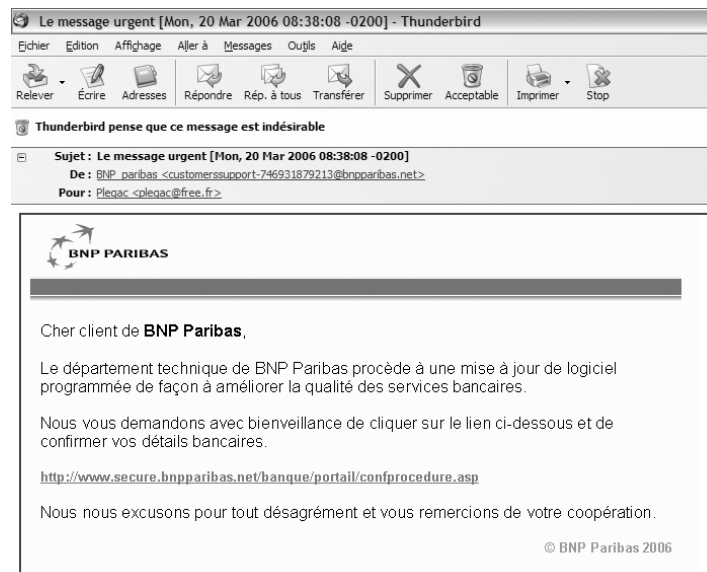 Le message urgent [Mon, 20 Mar 2006 08:38:08 -0200] - Thunderbird
Fichier Edition Affichage Aller à Messages Outils Aide
Relever Écrire Adresses Répondre Rép. à tous Transférer Supprimer Acceptable Imprimer Stop
Thunderbird pense que ce message est indésirable
Sujet : Le message urgent [Mon, 20 Mar 2006 08:38:08 -0200]
De : BNP paribas <customerssupport-746931879213@bnpparibas.net>
Pour : Plegac <plegac@free.fr>
BNP PARIBAS
Cher client de BNP Paribas,
Le département technique de BNP Paribas procède à une mise à jour de logiciel
programmée de façon à améliorer la qualité des services bancaires.
Nous vous demandons avec bienveillance de cliquer sur le lien ci-dessous et de
confirmer vos détails bancaires.
http://www.secure.bnpparibas.net/banque/portail/confprocedure.asp
Nous nous excusons pour tout désagrément et vous remercions de votre coopération.
© BNP Paribas 2006